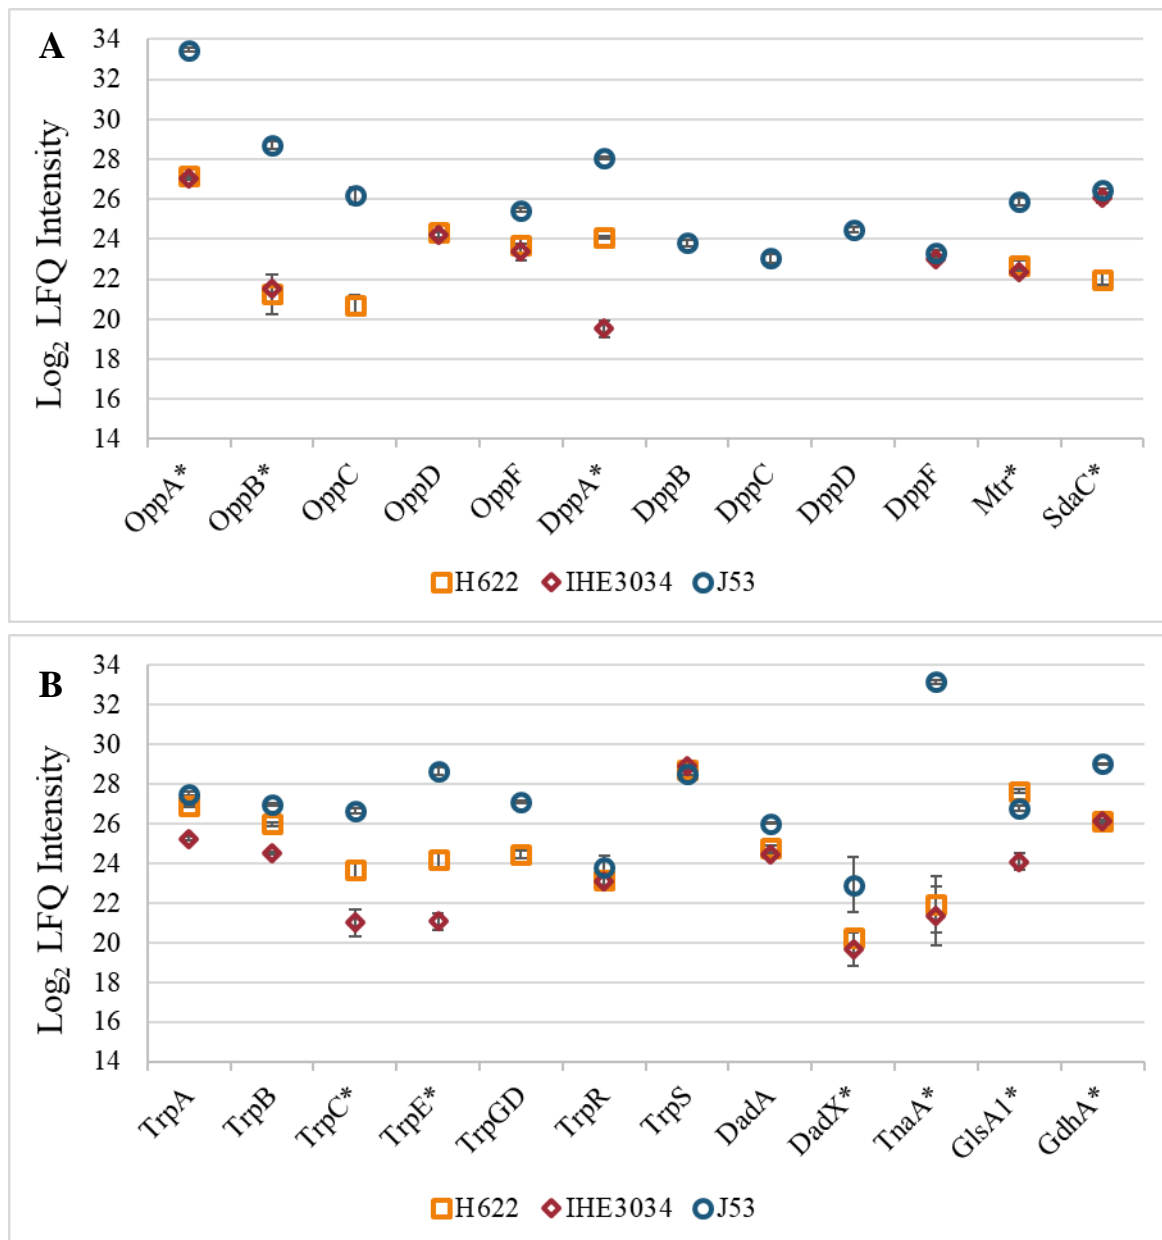 A
34
32
30
28
26
24
22
20
18
16
14
Log₂ LFQ Intensity
OppA* OppB* OppC OppD OppF DppA* DppB DppC DppD DppF Mtr* SdaC*
H622 IHE3034 J53
B
34
32
30
28
26
24
22
20
18
16
14
Log₂ LFQ Intensity
TrpA TrpB TrpC* TrpE* TrpGD TrpR TrpS DadA DadX* TnaA* GlsA1* GdhA*
H622 IHE3034 J53